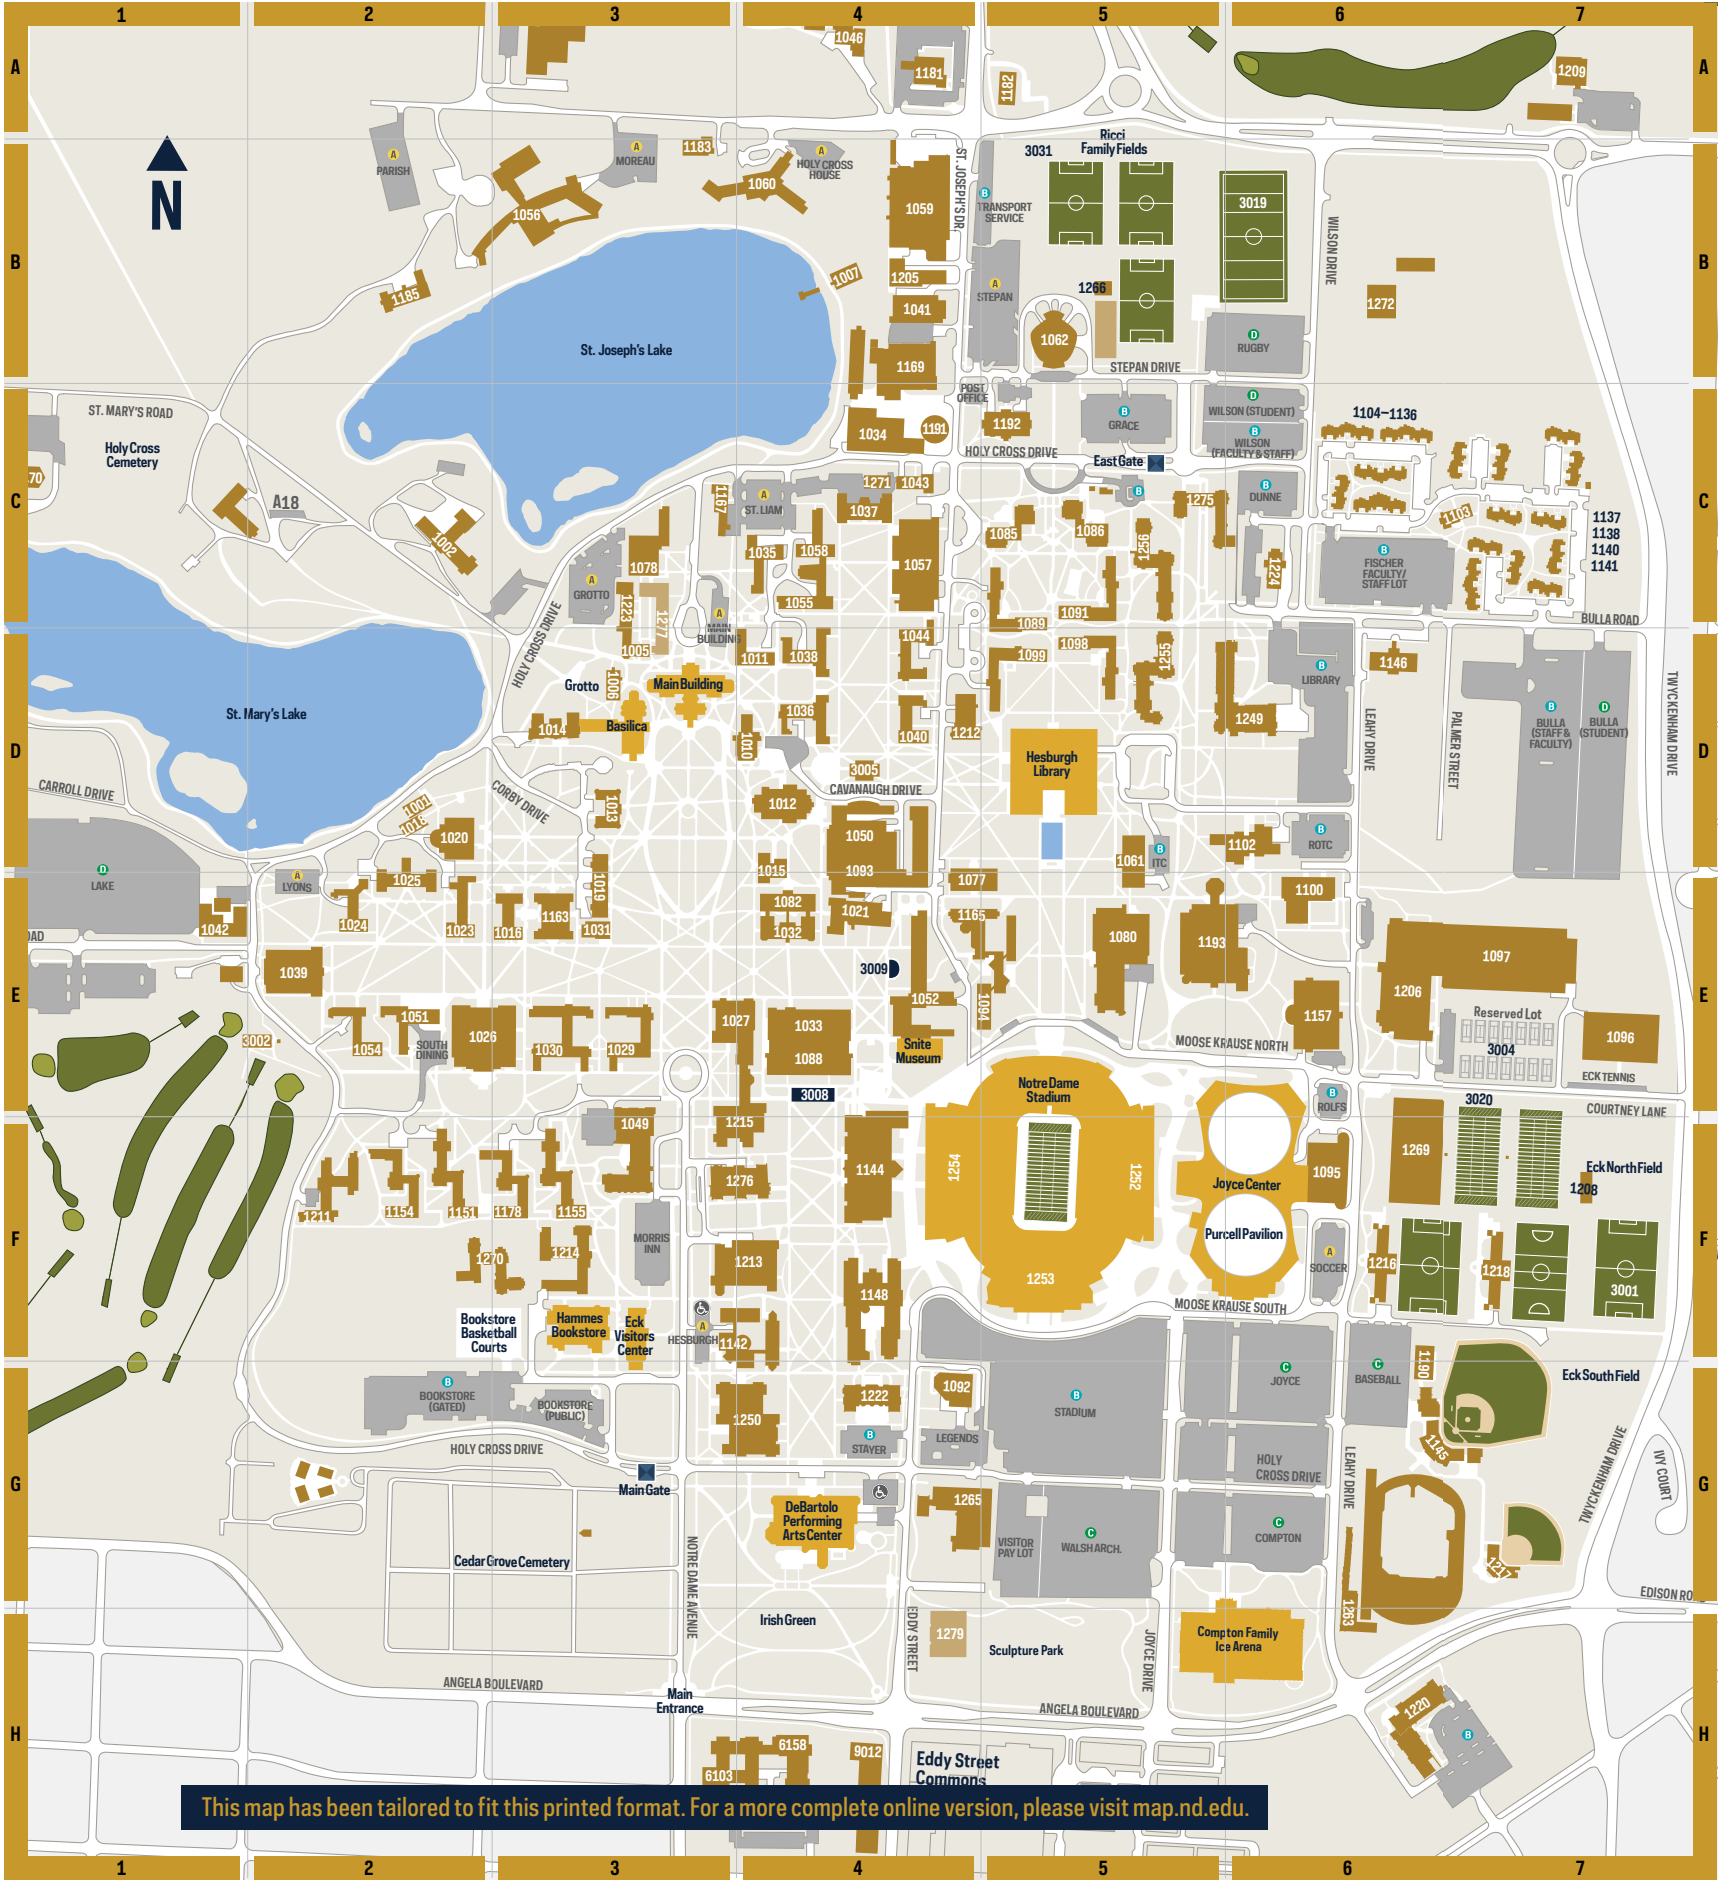 1 2 3 4 5 6 7
A
A
1046
1181
1182
1209
A
PARISH
A
MOREAU
1183
A
HOLY CROSS
HOUSE
1060
1056
1059
ST. JOSEPH'S DR.
Ricci
Family Fields
3031
B
TRANSPORT
SERVICE
3019
WILSON DRIVE
N
B
B
1185
1007
1205
1041
A
STEPAN
1266
1272
1062
D
RUGBY
St. Joseph's Lake
1169
STEPAN DRIVE
ST. MARY'S ROAD
Holy Cross
Cemetery
POST
OFFICE
1192
1191
1034
B
GRACE
D
WILSON (STUDENT)
B
WILSON
(FACULTY & STAFF)
1104–1136
HOLY CROSS DRIVE
East Gate
70
C
C
A18
1002
1167
A
ST. LIAM
1271
1043
1037
B
1275
B
DUNNE
1103
1137
1138
1140
1141
1085
1086
1256
1035
1058
1057
1078
A
GROTTO
1223
1277
1055
1224
B
FISCHER
FACULTY/
STAFF LOT
1091
1089
BULLA ROAD
HOLY CROSS DRIVE
A
MAIN
BUILDING
1005
1011
1038
1044
1098
1099
1255
B
LIBRARY
1146
Grotto
1006
Main Building
St. Mary's Lake
1014
Basilica
1010
1036
1040
1212
1249
LEAHY DRIVE
PALMER STREET
B
BULLA
(STAFF &
FACULTY)
D
BULLA
(STUDENT)
TWYCKENHAM DRIVE
D
D
Hesburgh
Library
3005
CAVANAUGH DRIVE
CARROLL DRIVE
CORBY DRIVE
1001
1018
1020
1013
1012
1050
1093
1015
1061
B
ITC
1102
B
ROTC
D
LAKE
A
LYONS
1025
1019
1077
1100
1042
1024
1023
1016
1163
1031
1082
1032
1021
1165
1080
1193
OAD
1039
3009
1097
1206
E
E
1052
1094
1157
Reserved Lot
3004
1096
3002
1054
1051
SOUTH
DINING
1026
1030
1029
1027
1033
1088
Snite
Museum
MOOSE KRAUSE NORTH
ECK TENNIS
COURTNEY LANE
3008
Notre Dame
Stadium
B
ROLFS
3020
1049
1215
1144
1254
1252
1253
Joyce Center
1095
1269
Eck North Field
1208
1276
1211
1154
1151
1178
1155
MORRIS
INN
Purcell Pavilion
F
F
1270
1214
1213
1148
A
SOCCER
1216
1218
3001
MOOSE KRAUSE SOUTH
Bookstore
Basketball
Courts
Hammes
Bookstore
Eck
Visitors
Center
A
HESBURGH
1142
C
JOYCE
C
BASEBALL
1190
Eck South Field
B
BOOKSTORE
(GATED)
BOOKSTORE
(PUBLIC)
1250
1222
1092
B
STADIUM
B
STAYER
LEGENDS
HOLY CROSS DRIVE
HOLY
CROSS DRIVE
1145
TWYCKENHAM DRIVE
IVY COURT
G
G
Main Gate
DeBartolo
Performing
Arts Center
1265
VISITOR
PAY LOT
C
WALSH ARCH.
C
COMPTON
LEAHY DRIVE
1217
1263
Cedar Grove Cemetery
NOTRE DAME AVENUE
EDISON RO
Irish Green
EDDY STREET
1279
Sculpture Park
JOYCE DRIVE
Compton Family
Ice Arena
ANGELA BOULEVARD
Main
Entrance
ANGELA BOULEVARD
1220
B
H
H
6103
6158
9012
Eddy Street
Commons
This map has been tailored to fit this printed format. For a more complete online version, please visit map.nd.edu.
1 2 3 4 5 6 7